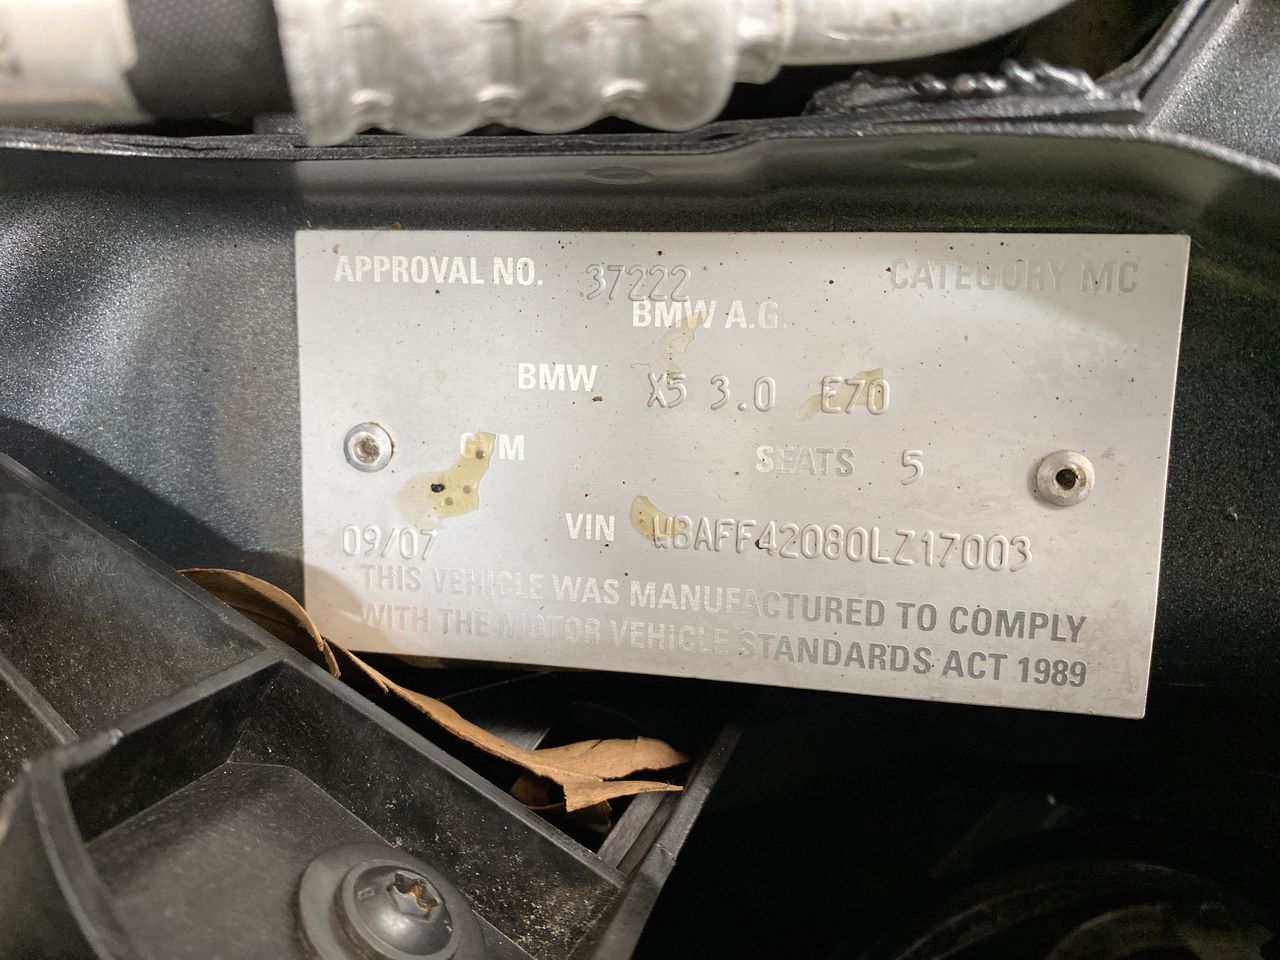 APPROVAL NO. 37222 CATEGORY MC
BMW A.G.
BMW X5 3.0 E70
GVM SEATS 5
09/07 VIN WBAFF42080LZ17003
THIS VEHICLE WAS MANUFACTURED TO COMPLY
WITH THE MOTOR VEHICLE STANDARDS ACT 1989